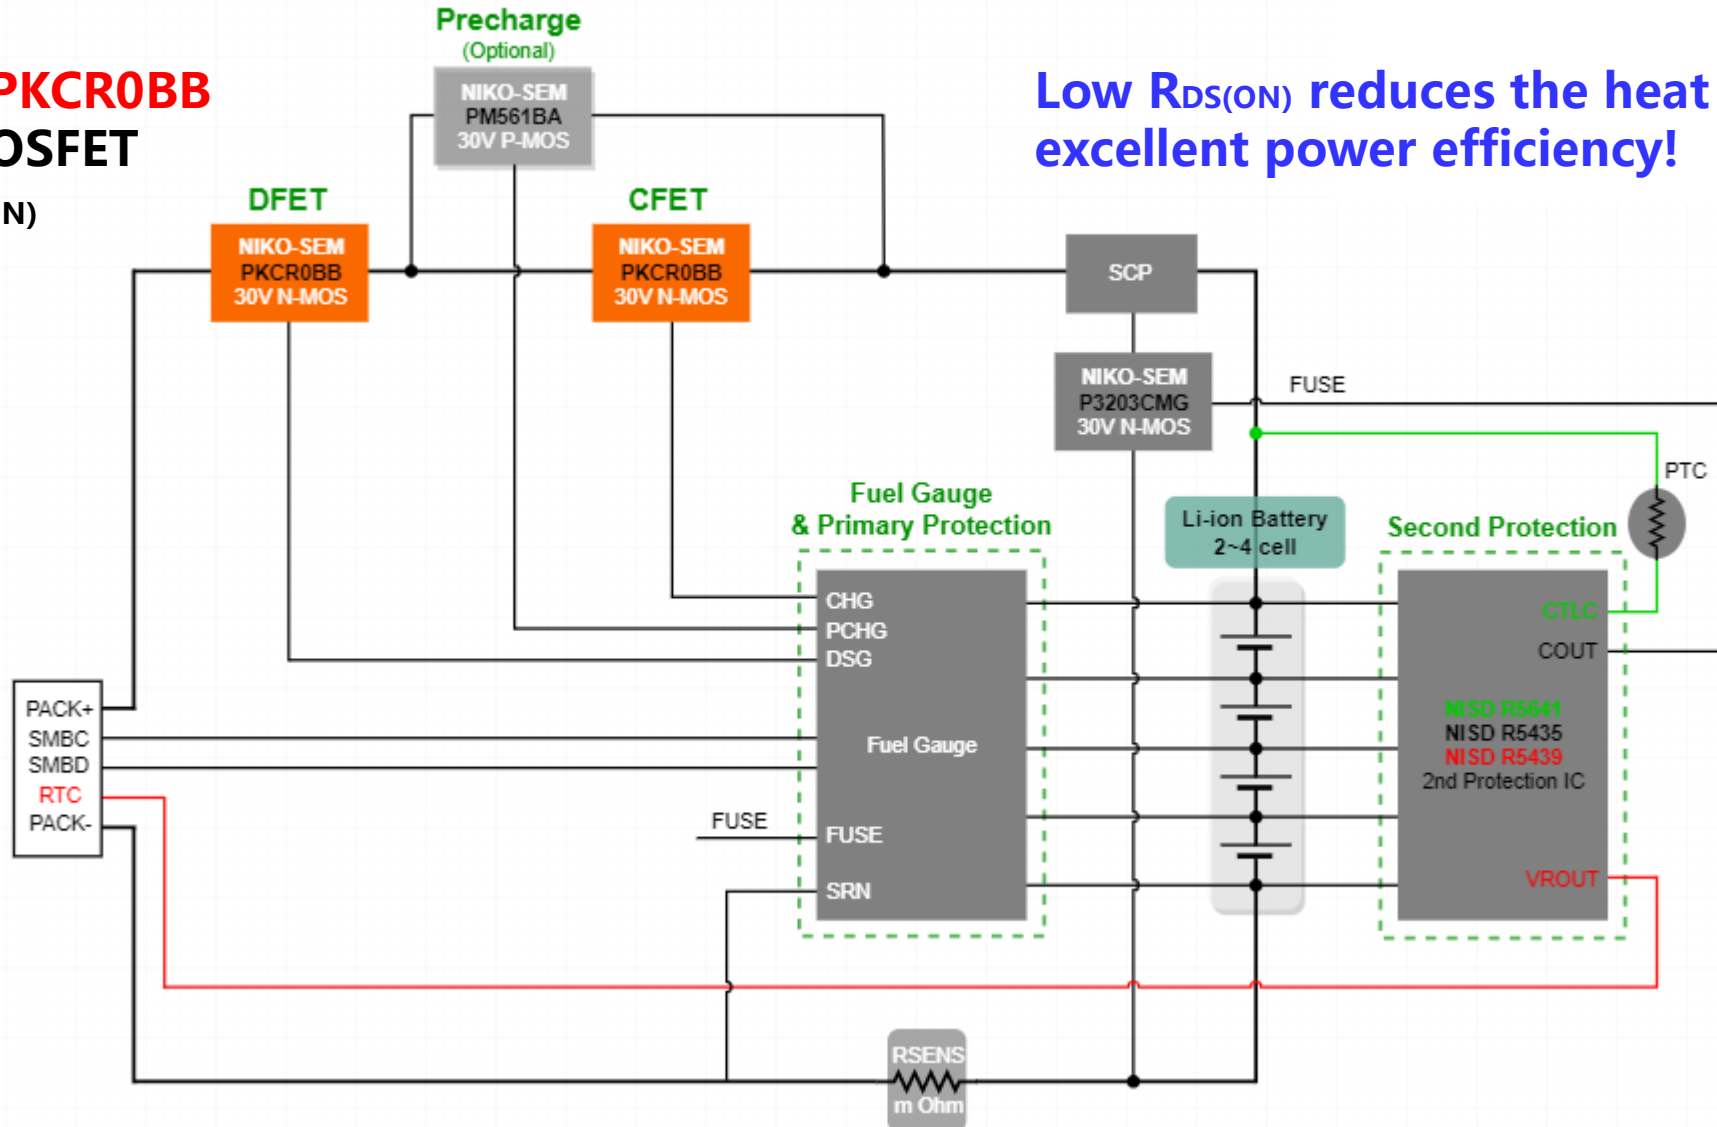 Precharge
(Optional)
PKCR0BB
OSFET
N)
Low RDS(ON) reduces the heat
excellent power efficiency!
NIKO-SEM
PM561BA
30V P-MOS
DFET
CFET
NIKO-SEM
PKCR0BB
30V N-MOS
NIKO-SEM
PKCR0BB
30V N-MOS
SCP
NIKO-SEM
P3203CMG
30V N-MOS
FUSE
PTC
Fuel Gauge
& Primary Protection
Li-ion Battery
2~4 cell
Second Protection
CHG
PCHG
DSG
Fuel Gauge
FUSE
FUSE
SRN
CTLC
COUT
NISD R5641
NISD R5435
NISD R5439
2nd Protection IC
VROUT
PACK+
SMBC
SMBD
RTC
PACK-
RSENS
m Ohm